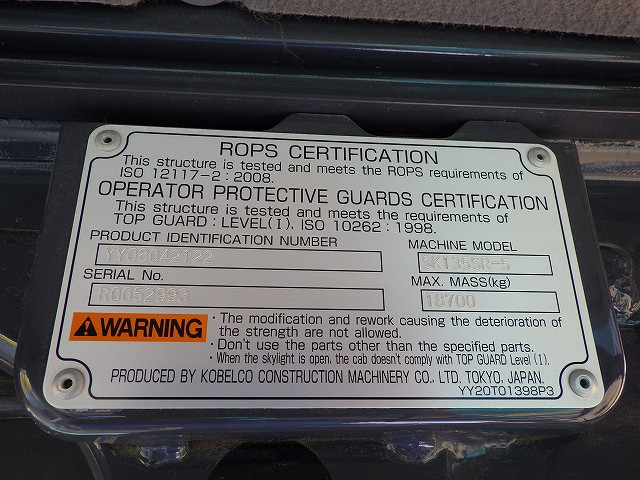 ROPS CERTIFICATION
This structure is tested and meets the ROPS requirements of
ISO 12117-2:2008.
OPERATOR PROTECTIVE GUARDS CERTIFICATION
This structure is tested and meets the requirements of
TOP GUARD : LEVEL(I), ISO 10262 : 1998.
PRODUCT IDENTIFICATION NUMBER
YY06042122
SERIAL No.
R0052993
MACHINE MODEL
SK135SR-5
MAX. MASS(kg)
18700
WARNING
· The modification and rework causing the deterioration of
the strength are not allowed.
· Don't use the parts other than the specified parts.
· When the skylight is open, the cab doesn't comply with TOP GUARD Level (I).
PRODUCED BY KOBELCO CONSTRUCTION MACHINERY CO., LTD. TOKYO, JAPAN.
YY20T01398P3